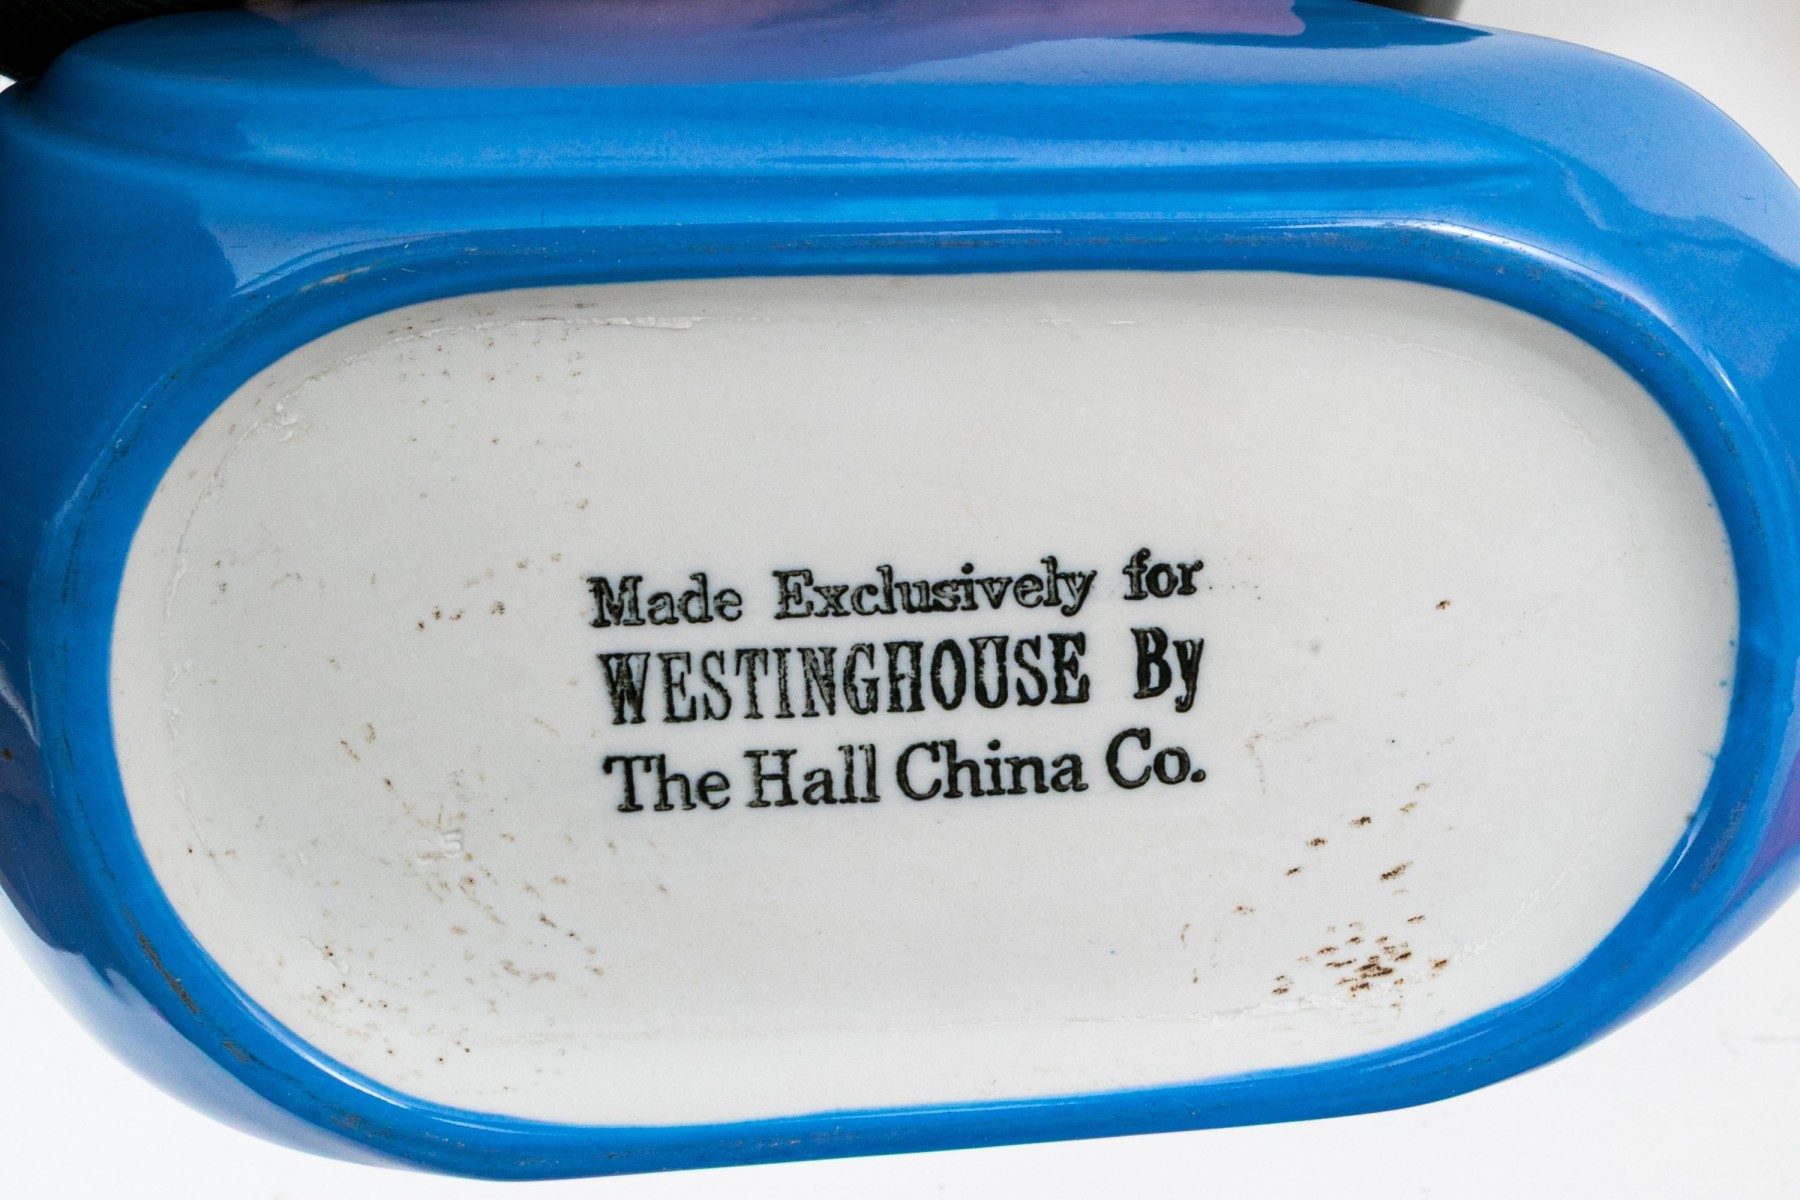 Made Exclusively for
WESTINGHOUSE By
The Hall China Co.